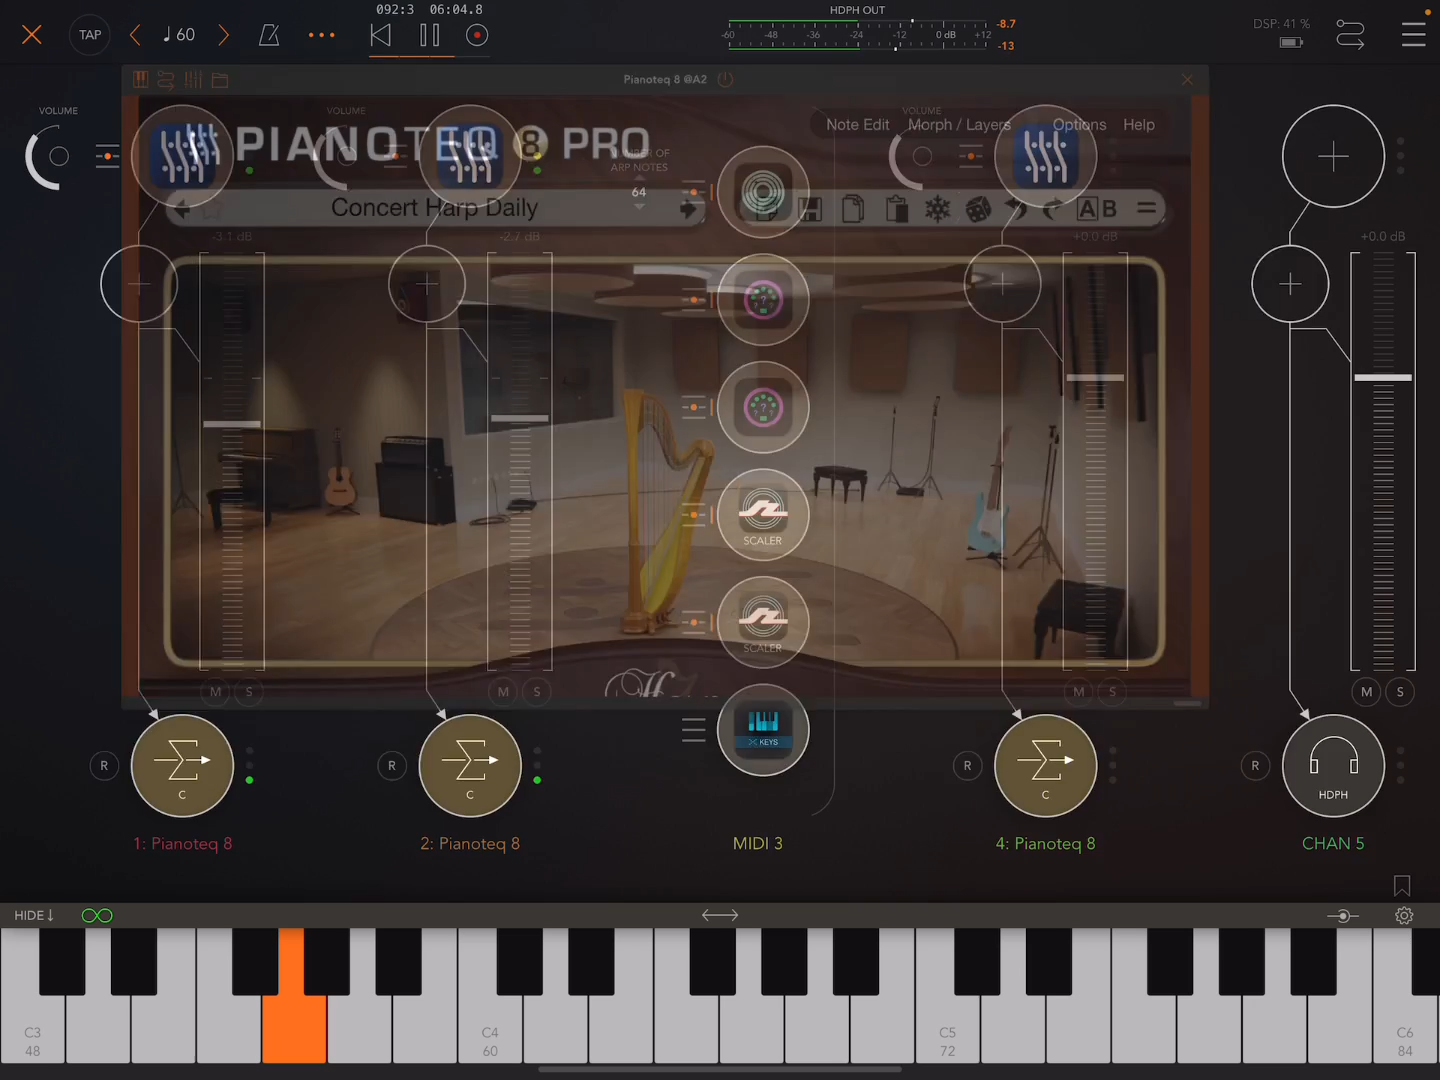 092:3 06:04.8
HDPH OUT
TAP
♩60
-60 -48 -36 -24 -12 0 dB +12
-8.7
-13
DSP: 41 %
Pianoteq 8 @A2
VOLUME
VOLUME
VOLUME
PIANOTEQ 8 PRO
NUMBER OF
ARP NOTES
64
Note Edit Morph / Layers Options Help
Concert Harp Daily
A B
-3.1 dB
-2.7 dB
+0.0 dB
+0.0 dB
SCALER
SCALER
KEYS
M S
M S
M S
M S
R
C
R
C
R
C
R
HDPH
1: Pianoteq 8
2: Pianoteq 8
MIDI 3
4: Pianoteq 8
CHAN 5
HIDE↓
C3
48
C4
60
C5
72
C6
84